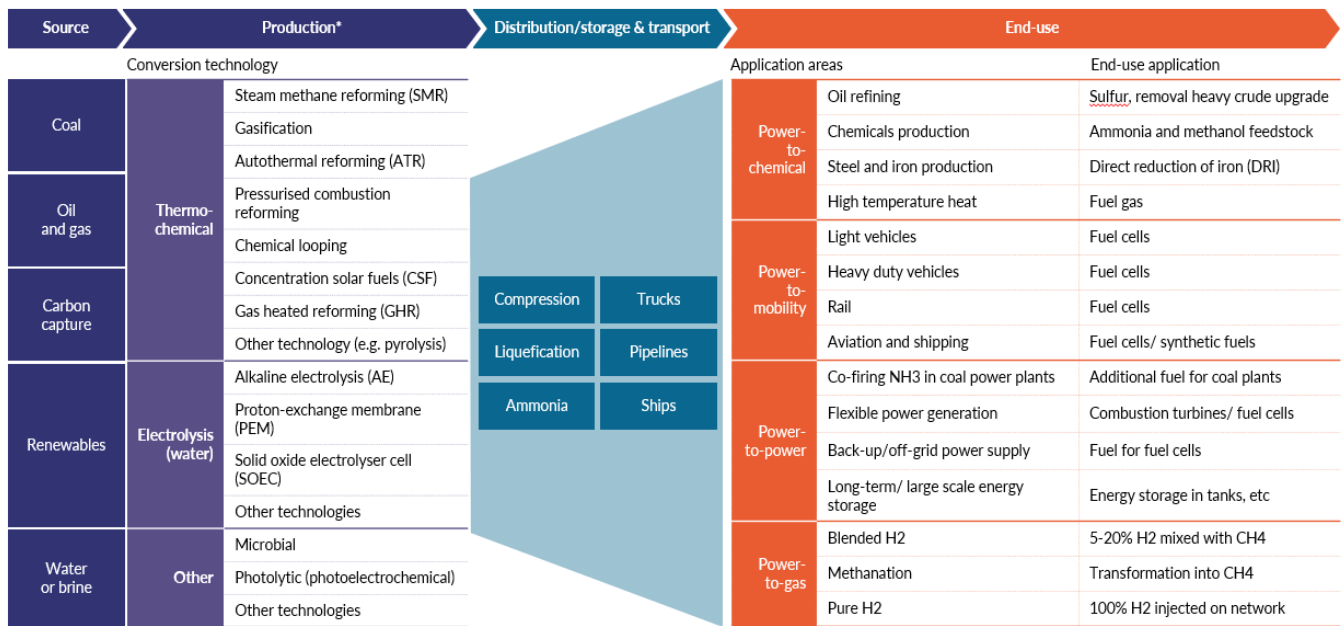 Source
Production*
Distribution/storage & transport
End-use
Conversion technology
Application areas
End-use application
Coal
Oil
and gas
Carbon
capture
Renewables
Water
or brine
Thermo-
chemical
Steam methane reforming (SMR)
Gasification
Autothermal reforming (ATR)
Pressurised combustion
reforming
Chemical looping
Concentration solar fuels (CSF)
Gas heated reforming (GHR)
Other technology (e.g. pyrolysis)
Electrolysis
(water)
Alkaline electrolysis (AE)
Proton-exchange membrane
(PEM)
Solid oxide electrolyser cell
(SOEC)
Other technologies
Other
Microbial
Photolytic (photoelectrochemical)
Other technologies
Compression
Trucks
Liquefication
Pipelines
Ammonia
Ships
Power-
to-
chemical
Oil refining
Sulfur, removal heavy crude upgrade
Chemicals production
Ammonia and methanol feedstock
Steel and iron production
Direct reduction of iron (DRI)
High temperature heat
Fuel gas
Power-
to-
mobility
Light vehicles
Fuel cells
Heavy duty vehicles
Fuel cells
Rail
Fuel cells
Aviation and shipping
Fuel cells/ synthetic fuels
Power-
to-power
Co-firing NH3 in coal power plants
Additional fuel for coal plants
Flexible power generation
Combustion turbines/ fuel cells
Back-up/off-grid power supply
Fuel for fuel cells
Long-term/ large scale energy
storage
Energy storage in tanks, etc
Power-
to-gas
Blended H2
5-20% H2 mixed with CH4
Methanation
Transformation into CH4
Pure H2
100% H2 injected on network